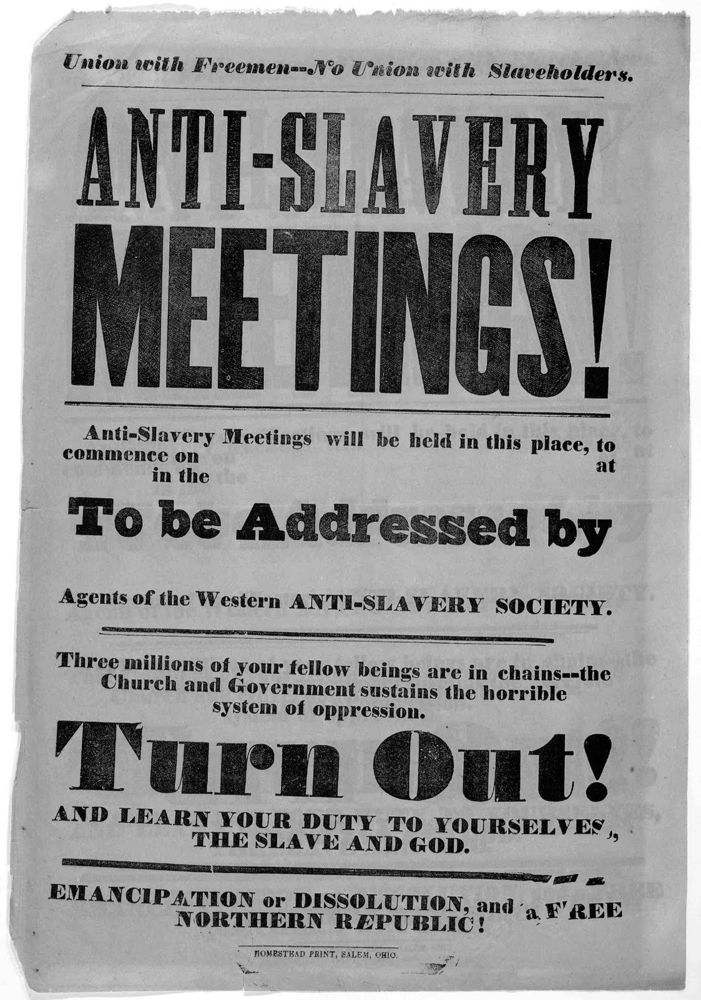 Union with Freemen--No Union with Slaveholders.
ANTI-SLAVERY
MEETINGS!
Anti-Slavery Meetings will be held in this place, to
commence on at
in the
To be Addressed by
Agents of the Western ANTI-SLAVERY SOCIETY.
Three millions of your fellow beings are in chains--the
Church and Government sustains the horrible
system of oppression.
Turn Out!
AND LEARN YOUR DUTY TO YOURSELVES,,
THE SLAVE AND GOD.
EMANCIPATION or DISSOLUTION, and a FREE
NORTHERN REPUBLIC!
HOMESTEAD PRINT, SALEM, OHIO.